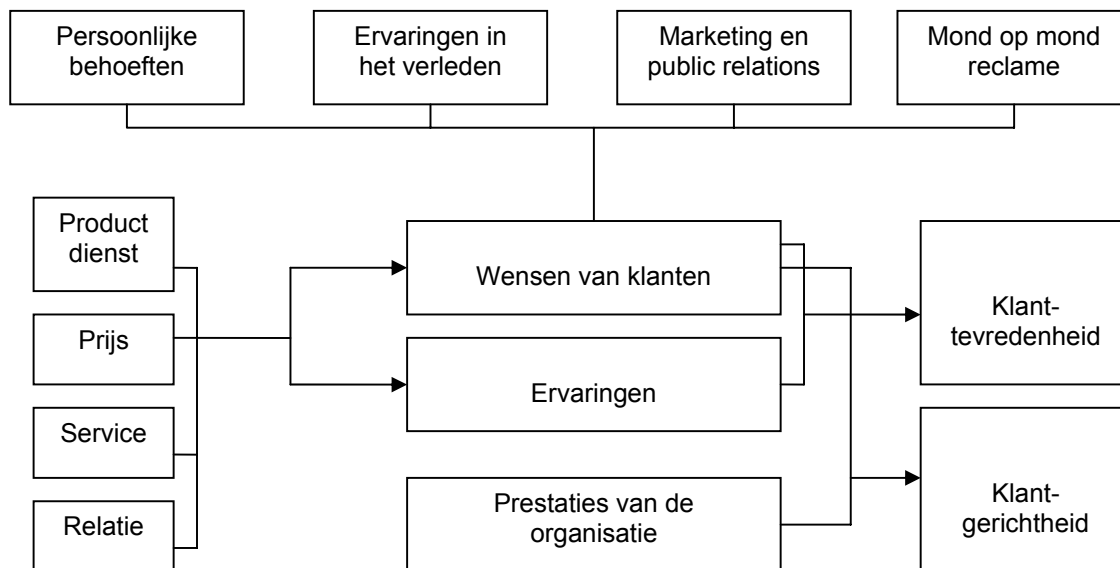 Persoonlijke
behoeften
Ervaringen in
het verleden
Marketing en
public relations
Mond op mond
reclame
Product
dienst
Prijs
Service
Relatie
Wensen van klanten
Ervaringen
Prestaties van de
organisatie
Klant-
tevredenheid
Klant-
gerichtheid